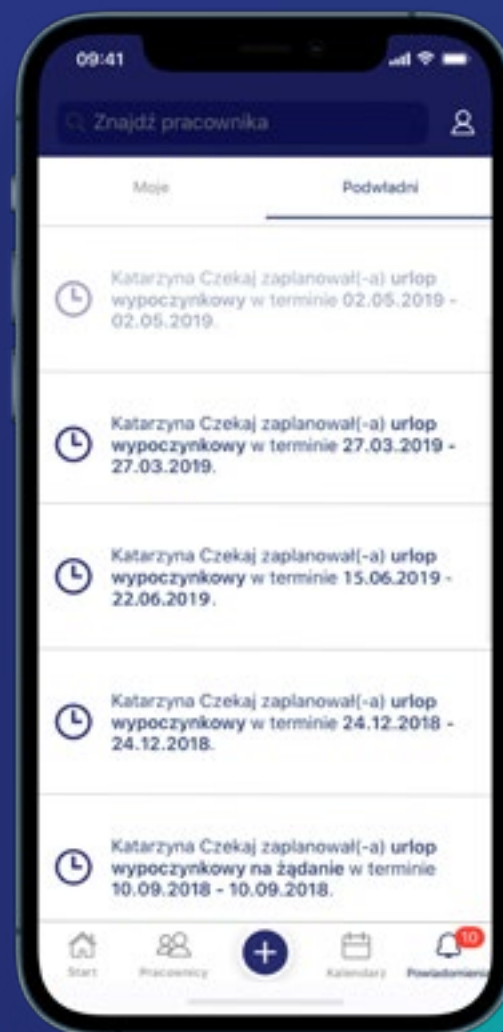 09:41
Znajdź pracownika
Moje
Podwładni
Katarzyna Czekaj zaplanował(-a) urlop
wypoczynkowy w terminie 02.05.2019 -
02.05.2019.
Katarzyna Czekaj zaplanował(-a) urlop
wypoczynkowy w terminie 27.03.2019 -
27.03.2019.
Katarzyna Czekaj zaplanował(-a) urlop
wypoczynkowy w terminie 15.06.2019 -
22.06.2019.
Katarzyna Czekaj zaplanował(-a) urlop
wypoczynkowy w terminie 24.12.2018 -
24.12.2018.
Katarzyna Czekaj zaplanował(-a) urlop
wypoczynkowy na żądanie w terminie
10.09.2018 - 10.09.2018.
10
Start
Pracownicy
Kalendarz
Powiadomienia